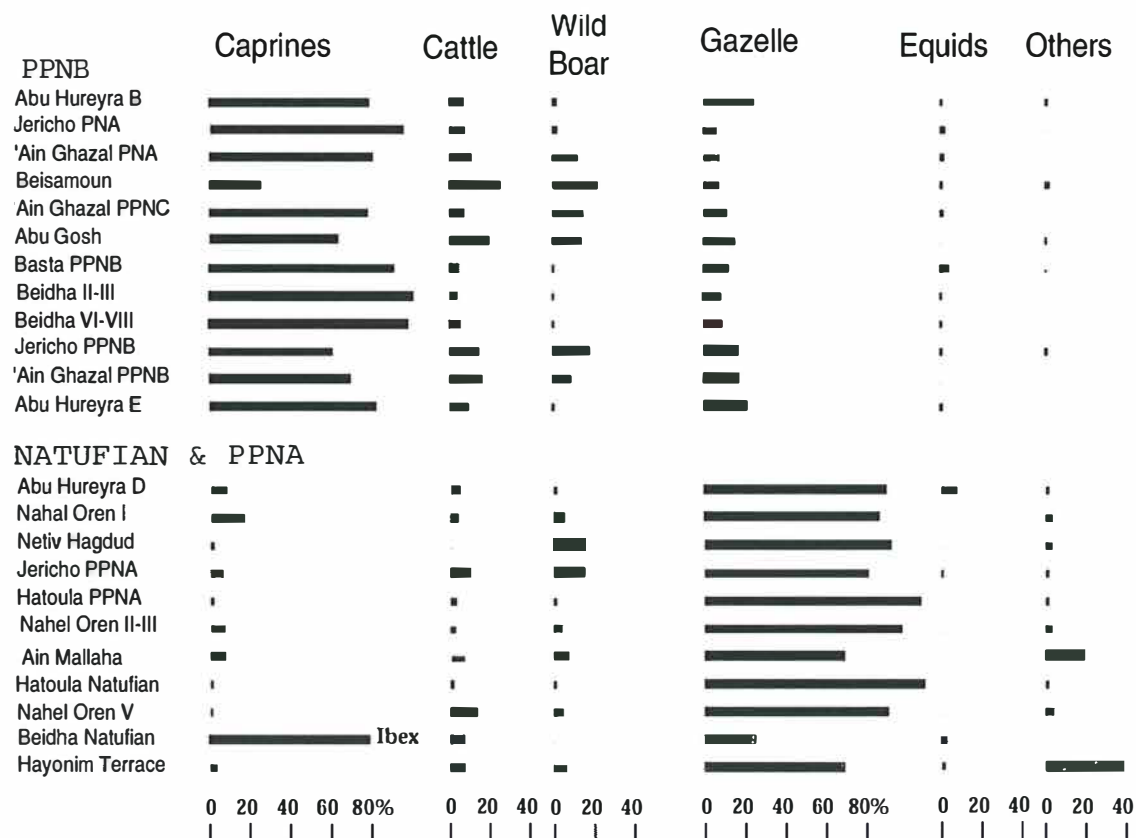 Caprines Cattle Wild Boar Gazelle Equids Others
PPNB
Abu Hureyra B
Jericho PNA
'Ain Ghazal PNA
Beisamoun
'Ain Ghazal PPNC
Abu Gosh
Basta PPNB
Beidha II-III
Beidha VI-VIII
Jericho PPNB
'Ain Ghazal PPNB
Abu Hureyra E
NATUFIAN & PPNA
Abu Hureyra D
Nahal Oren I
Netiv Hagdud
Jericho PPNA
Hatoula PPNA
Nahel Oren II-III
Ain Mallaha
Hatoula Natufian
Nahel Oren V
Beidha Natufian Ibex
Hayonim Terrace
0 20 40 60 80% 0 20 40 0 20 40 0 20 40 60 80% 0 20 40 0 20 40